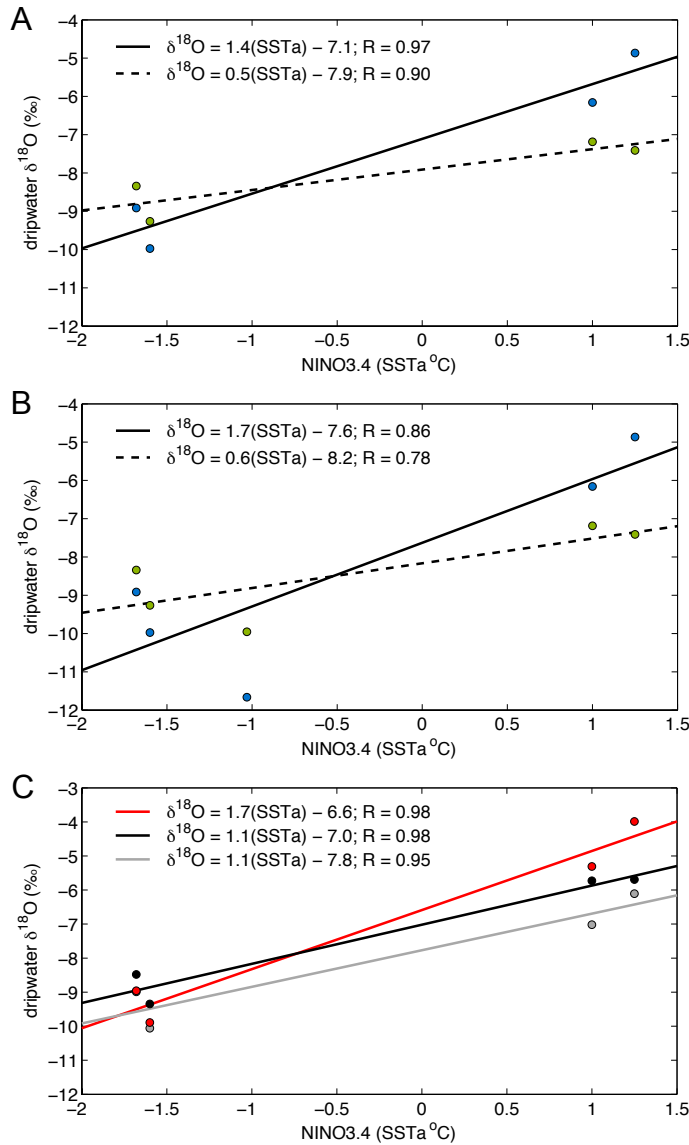 A
δ18O = 1.4(SSTa) − 7.1; R = 0.97
δ18O = 0.5(SSTa) − 7.9; R = 0.90
−4
−5
−6
−7
−8
−9
−10
−11
−12
dripwater δ18O (‰)
−2 −1.5 −1 −0.5 0 0.5 1 1.5
NINO3.4 (SSTa °C)
B
δ18O = 1.7(SSTa) − 7.6; R = 0.86
δ18O = 0.6(SSTa) − 8.2; R = 0.78
−4
−5
−6
−7
−8
−9
−10
−11
−12
dripwater δ18O (‰)
−2 −1.5 −1 −0.5 0 0.5 1 1.5
NINO3.4 (SSTa °C)
C
δ18O = 1.7(SSTa) − 6.6; R = 0.98
δ18O = 1.1(SSTa) − 7.0; R = 0.98
δ18O = 1.1(SSTa) − 7.8; R = 0.95
−3
−4
−5
−6
−7
−8
−9
−10
−11
−12
dripwater δ18O (‰)
−2 −1.5 −1 −0.5 0 0.5 1 1.5
NINO3.4 (SSTa °C)